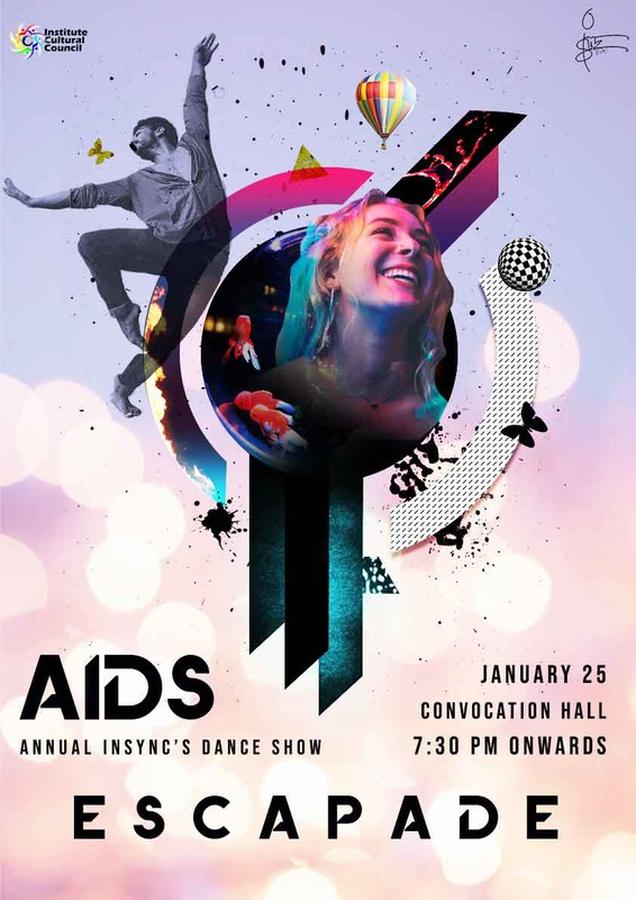 Institute
Cultural
Council
AIDS
ANNUAL INSYNC'S DANCE SHOW
JANUARY 25
CONVOCATION HALL
7:30 PM ONWARDS
ESCAPADE